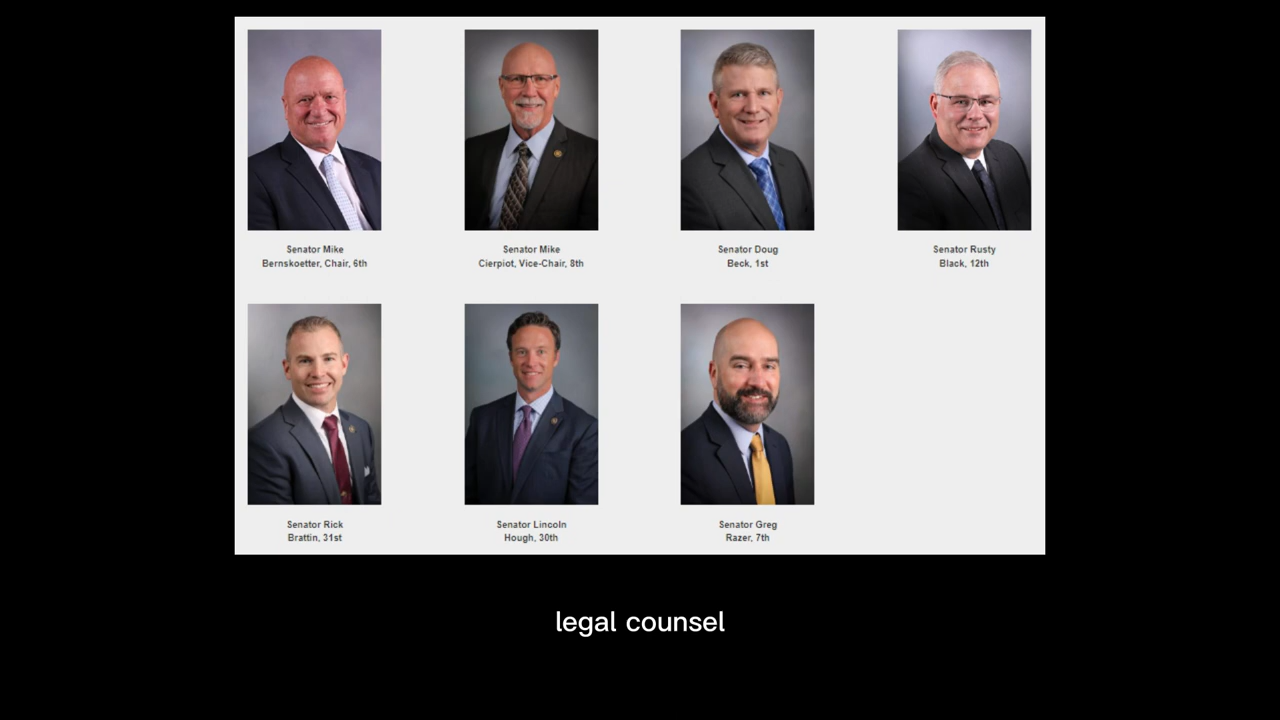 Senator Mike
Bernskoetter, Chair, 6th
Senator Mike
Cierpiot, Vice-Chair, 8th
Senator Doug
Beck, 1st
Senator Rusty
Black, 12th
Senator Rick
Brattin, 31st
Senator Lincoln
Hough, 30th
Senator Greg
Razer, 7th
legal counsel